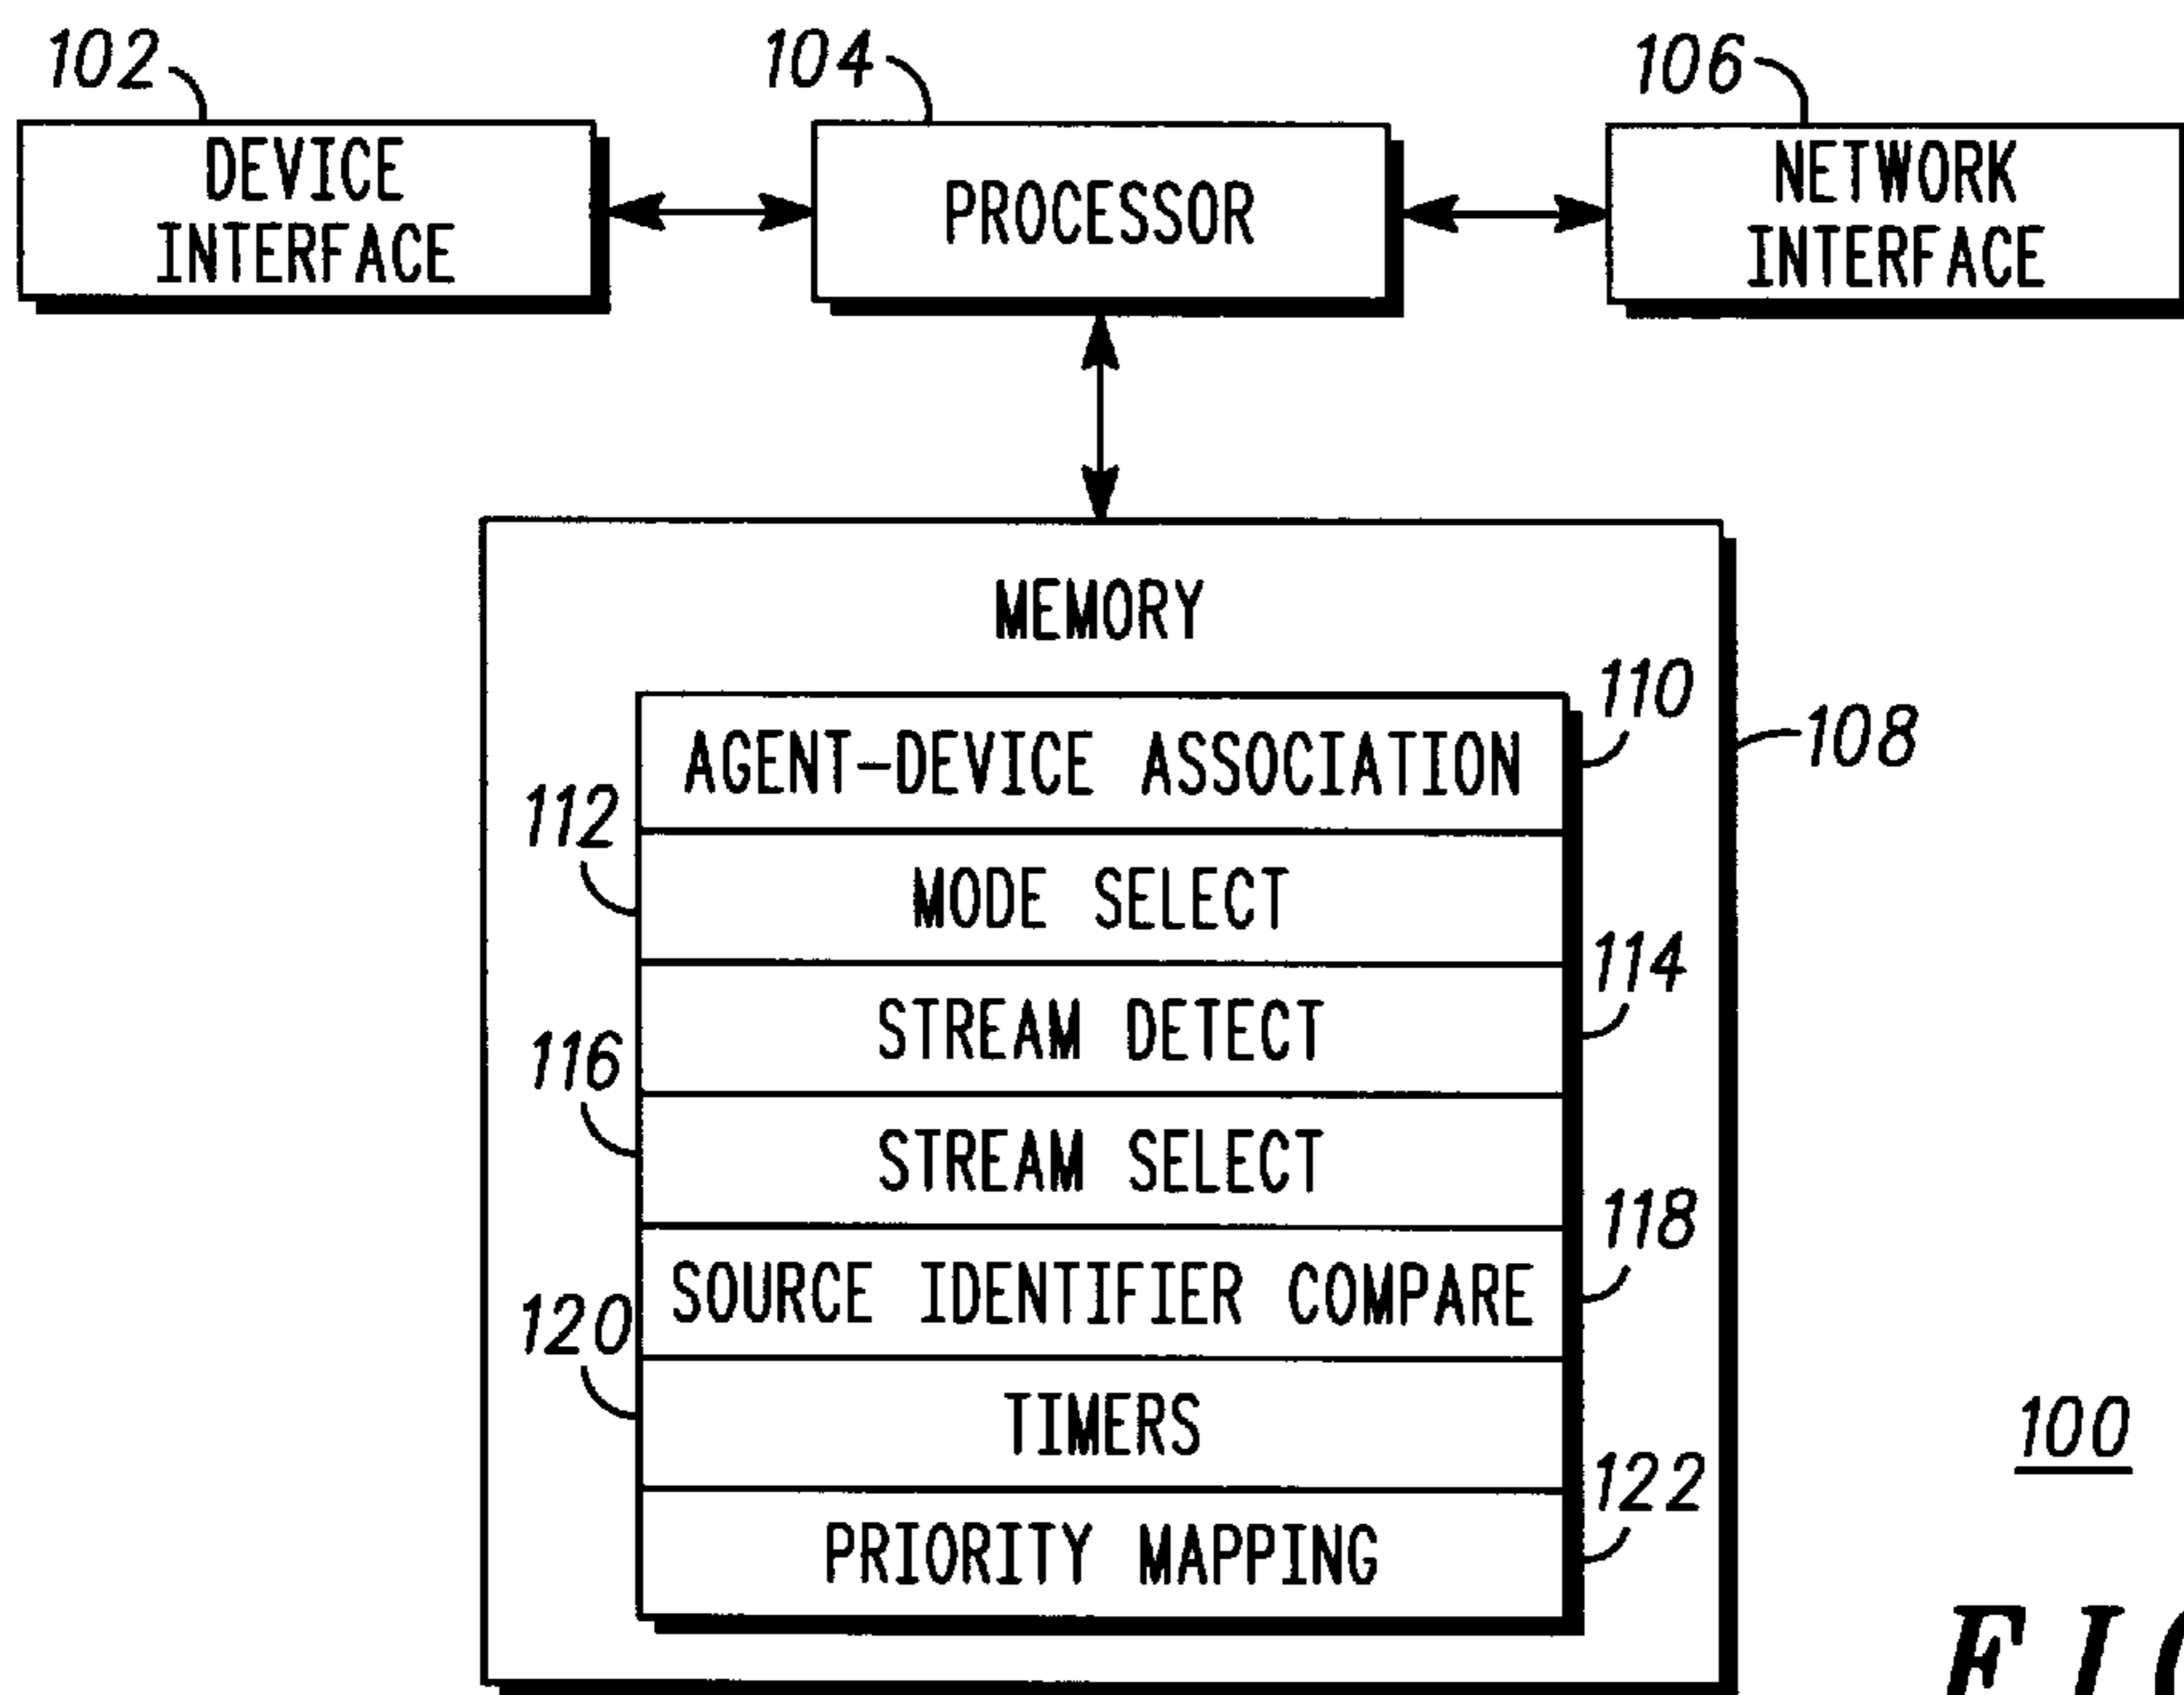 102
104
106
DEVICE
INTERFACE
PROCESSOR
NETWORK
INTERFACE
MEMORY
110
AGENT-DEVICE ASSOCIATION
108
112
MODE SELECT
114
STREAM DETECT
116
STREAM SELECT
118
SOURCE IDENTIFIER COMPARE
120
TIMERS
100
122
PRIORITY MAPPING